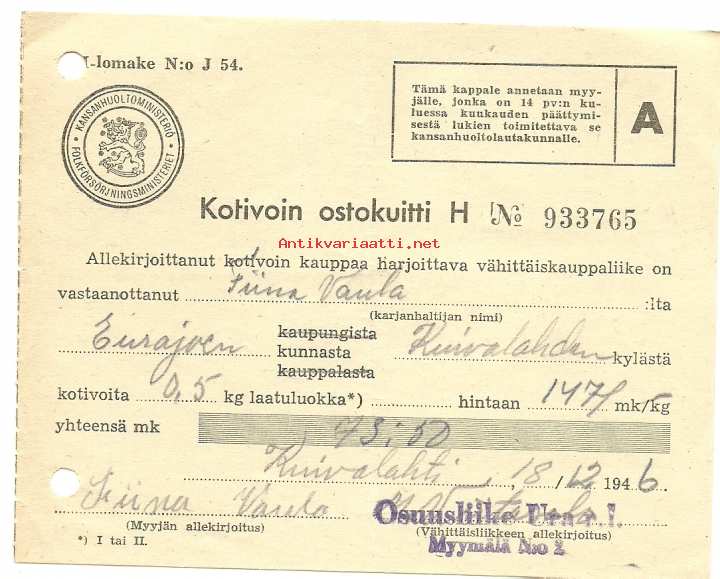 -lomake N:o J 54.
KANSANHUOLTOMINISTERIÖ
FOLKFÖRSÖRJNINGSMINISTERIET
Tämä kappale annetaan myy-
jälle, jonka on 14 pv:n ku-
luessa kuukauden päättymi-
sestä lukien toimitettava se
kansanhuoltolautakunnalle.
A
Kotivoin ostokuitti H № 933765
Antikvariaatti.net
Allekirjoittanut kotivoin kauppaa harjoittava vähittäiskauppaliike on
vastaanottanut Fiina Vaula :lta
(karjanhaltijan nimi)
kaupungista
Eurajoen kunnasta Kuivalahden kylästä
kauppalasta
kotivoita 0,5 kg laatuluokka*) hintaan 147/ mk/kg
yhteensä mk 73:50
Kuivalahti, 18/12 1946.
Fiina Vaula Osuusliike
(Myyjän allekirjoitus) (Vähittäisliikkeen allekirjoitus)
*) I tai II. Myymälä N:o 2